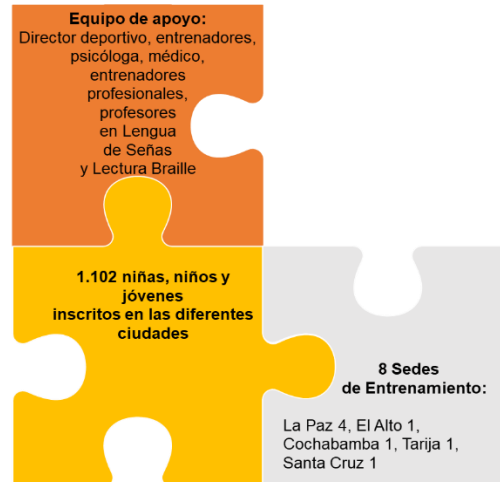 Equipo de apoyo:
Director deportivo, entrenadores,
psicóloga, médico,
entrenadores
profesionales,
profesores
en Lengua
de Señas
y Lectura Braille
1.102 niñas, niños y
jóvenes
inscritos en las diferentes
ciudades
8 Sedes
de Entrenamiento:
La Paz 4, El Alto 1,
Cochabamba 1, Tarija 1,
Santa Cruz 1